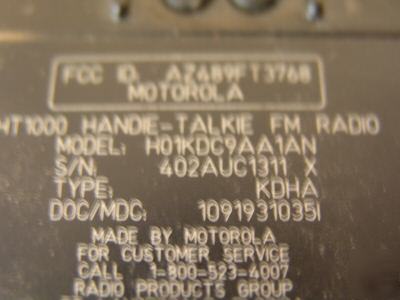 FCC ID. AZ489FT3768
MOTOROLA
HT1000 HANDIE-TALKIE FM RADIO
MODEL: H01KDC9AA1AN
S/N: 402AUC1311 X
TYPE: KDHA
DOC/MDC: 1091931035I
MADE BY MOTOROLA
FOR CUSTOMER SERVICE
CALL 1-800-523-4007
RADIO PRODUCTS GROUP